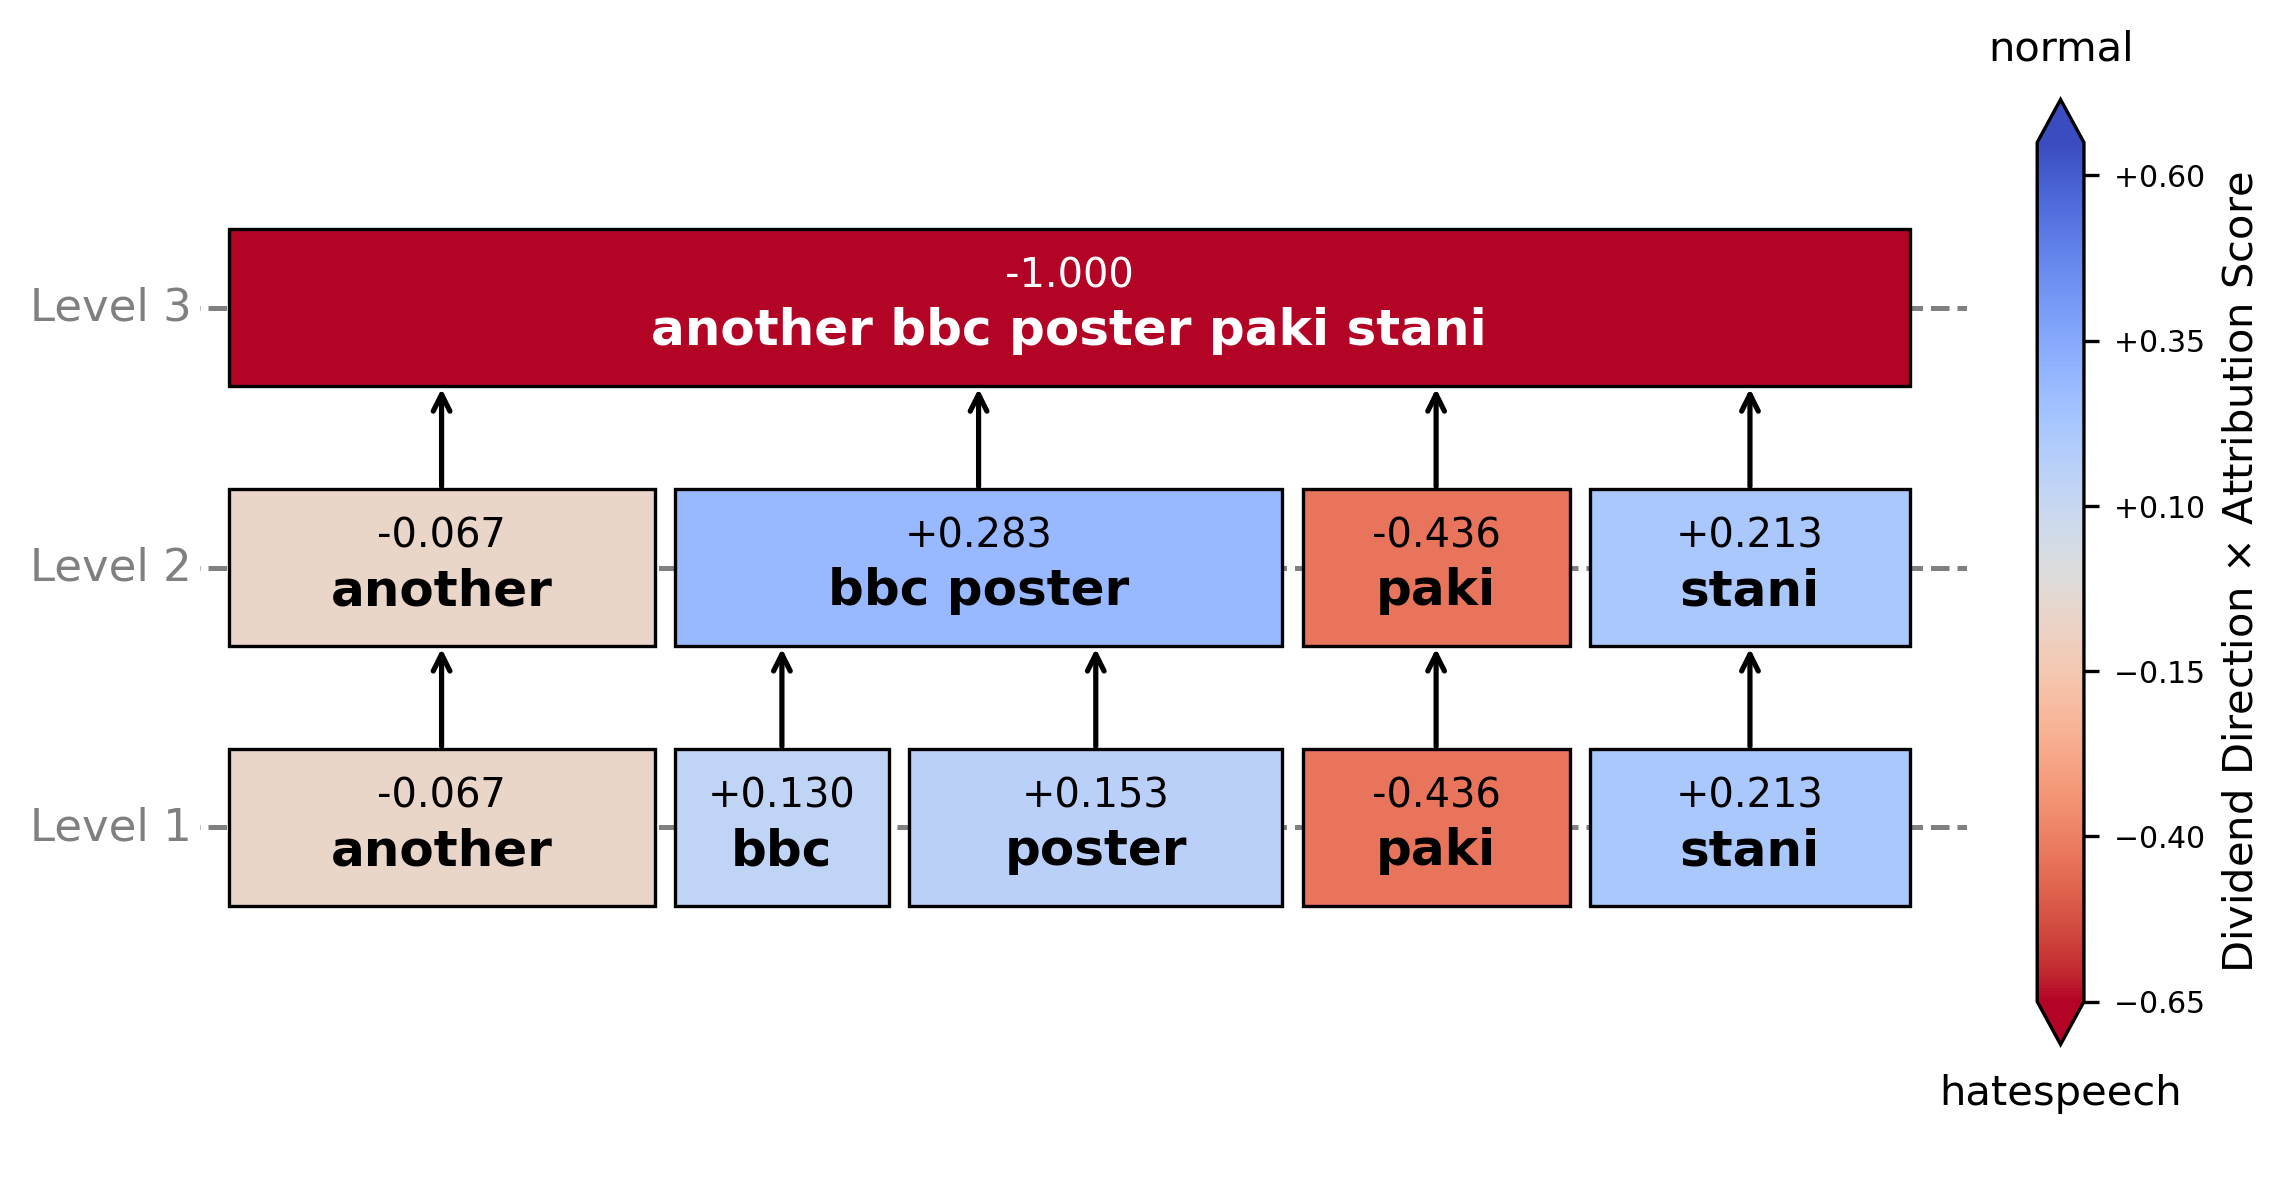 normal
Level 3
-1.000
another bbc poster paki stani
Level 2
-0.067
another
+0.283
bbc poster
-0.436
paki
+0.213
stani
Level 1
-0.067
another
+0.130
bbc
+0.153
poster
-0.436
paki
+0.213
stani
+0.60
+0.35
+0.10
−0.15
−0.40
−0.65
Dividend Direction × Attribution Score
hatespeech